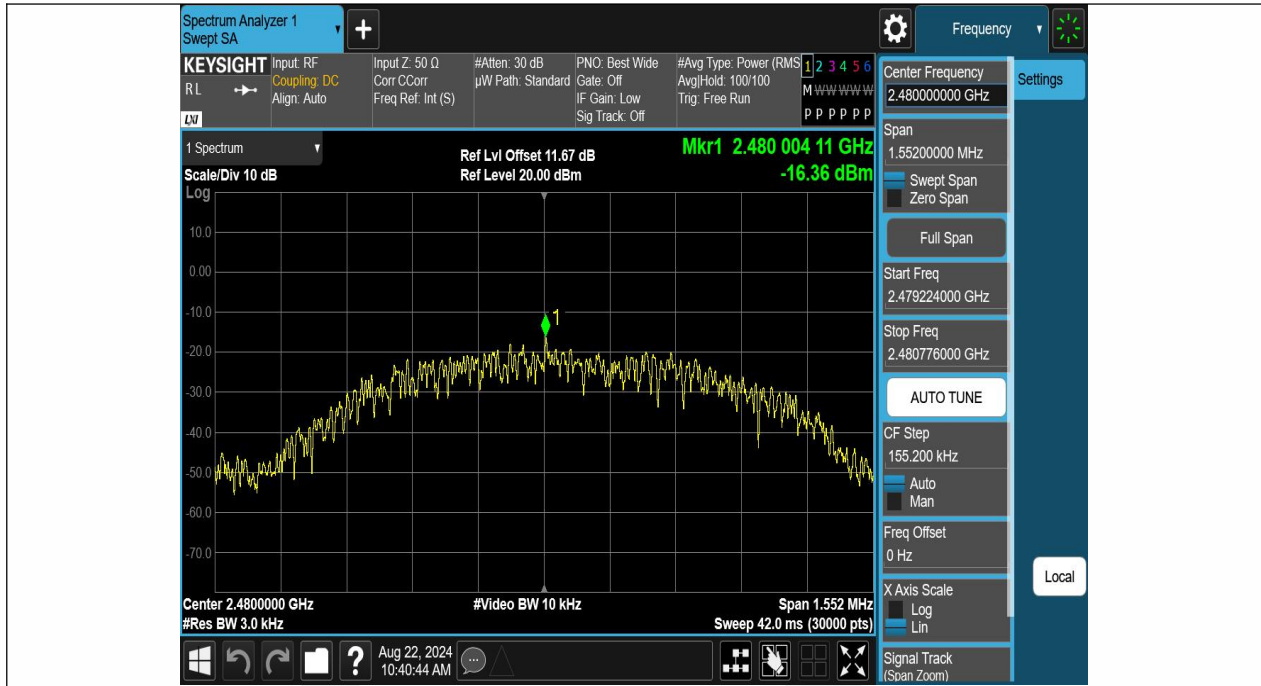 Spectrum Analyzer 1
Swept SA
+
Frequency
KEYSIGHT
RL
LXI
Input: RF
Coupling: DC
Align: Auto
Input Z: 50 Ω
Corr CCorr
Freq Ref: Int (S)
#Atten: 30 dB
µW Path: Standard
PNO: Best Wide
Gate: Off
IF Gain: Low
Sig Track: Off
#Avg Type: Power (RMS
Avg|Hold: 100/100
Trig: Free Run
1 2 3 4 5 6
M W W W W W
P P P P P P
1 Spectrum
Scale/Div 10 dB
Ref Lvl Offset 11.67 dB
Ref Level 20.00 dBm
Mkr1 2.480 004 11 GHz
-16.36 dBm
Log
10.0
0.00
-10.0
-20.0
-30.0
-40.0
-50.0
-60.0
-70.0
1
Center 2.4800000 GHz
#Res BW 3.0 kHz
#Video BW 10 kHz
Span 1.552 MHz
Sweep 42.0 ms (30000 pts)
Center Frequency
2.480000000 GHz
Settings
Span
1.55200000 MHz
Swept Span
Zero Span
Full Span
Start Freq
2.479224000 GHz
Stop Freq
2.480776000 GHz
AUTO TUNE
CF Step
155.200 kHz
Auto
Man
Freq Offset
0 Hz
X Axis Scale
Log
Lin
Local
Signal Track
(Span Zoom)
?
Aug 22, 2024
10:40:44 AM